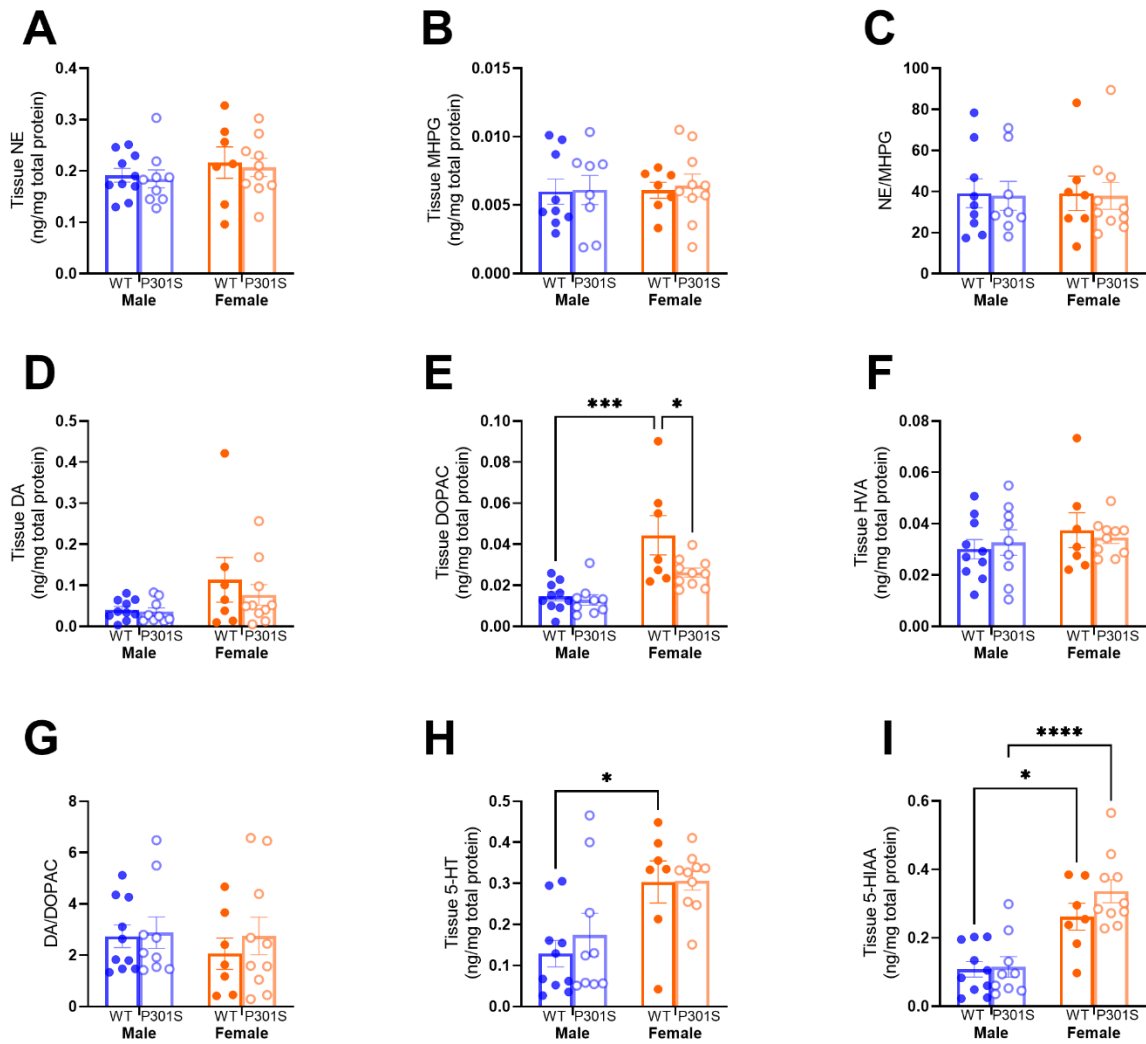 A
Tissue NE
(ng/mg total protein)
0.4
0.3
0.2
0.1
0.0
WT P301S WT P301S
Male Female
B
Tissue MHPG
(ng/mg total protein)
0.015
0.010
0.005
0.000
WT P301S WT P301S
Male Female
C
NE/MHPG
100
80
60
40
20
0
WT P301S WT P301S
Male Female
D
Tissue DA
(ng/mg total protein)
0.5
0.4
0.3
0.2
0.1
0.0
WT P301S WT P301S
Male Female
E
Tissue DOPAC
(ng/mg total protein)
0.10
0.08
0.06
0.04
0.02
0.00
*** *
WT P301S WT P301S
Male Female
F
Tissue HVA
(ng/mg total protein)
0.08
0.06
0.04
0.02
0.00
WT P301S WT P301S
Male Female
G
DA/DOPAC
8
6
4
2
0
WT P301S WT P301S
Male Female
H
Tissue 5-HT
(ng/mg total protein)
0.5
0.4
0.3
0.2
0.1
0.0
*
WT P301S WT P301S
Male Female
I
Tissue 5-HIAA
(ng/mg total protein)
0.6
0.4
0.2
0.0
****
*
WT P301S WT P301S
Male Female